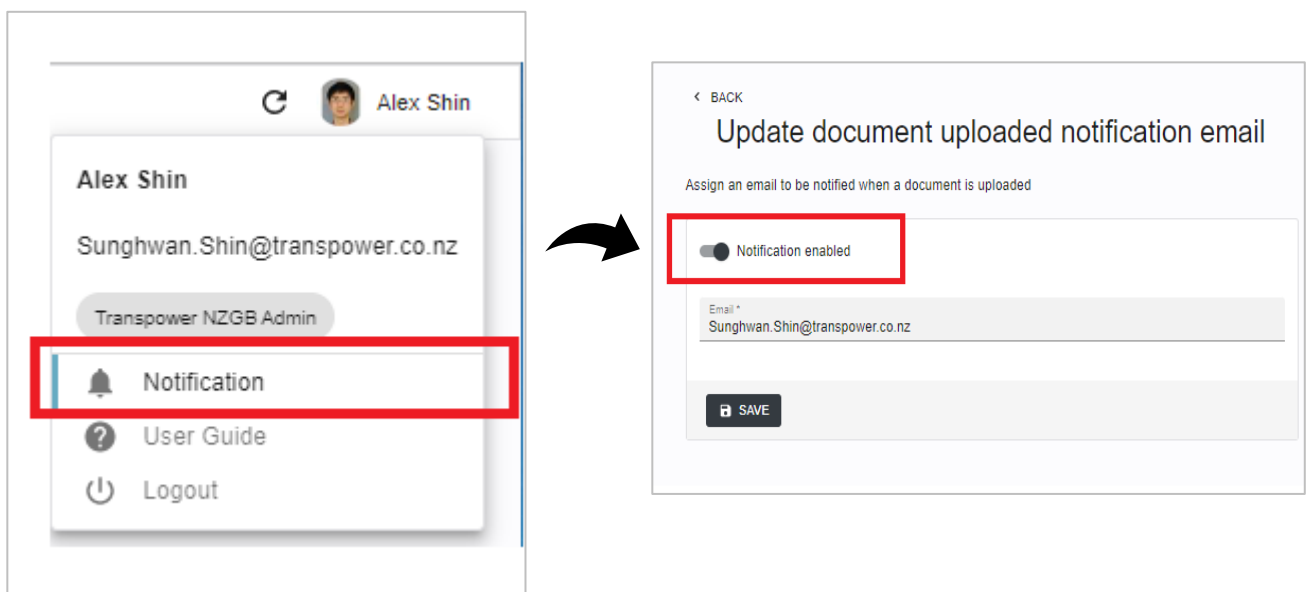 Alex Shin
Alex Shin
Sunghwan.Shin@transpower.co.nz
Transpower NZGB Admin
Notification
User Guide
Logout
BACK
Update document uploaded notification email
Assign an email to be notified when a document is uploaded
Notification enabled
Email *
Sunghwan.Shin@transpower.co.nz
SAVE